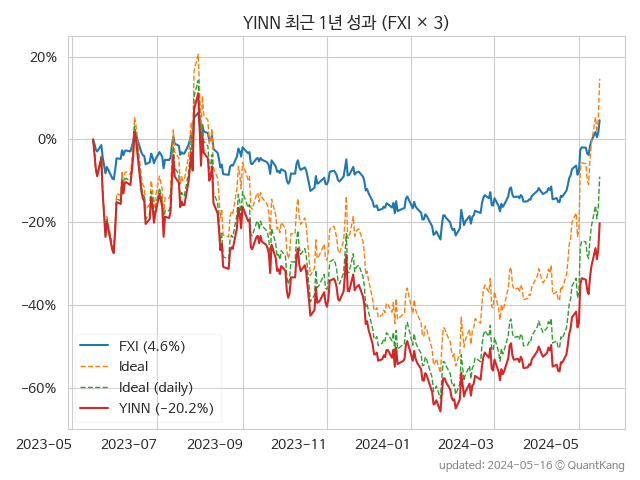 YINN 최근 1년 성과 (FXI × 3)
20%
0%
−20%
−40%
−60%
FXI (4.6%)
Ideal
Ideal (daily)
YINN (−20.2%)
2023-05
2023-07
2023-09
2023-11
2024-01
2024-03
2024-05
updated: 2024-05-16 © QuantKang